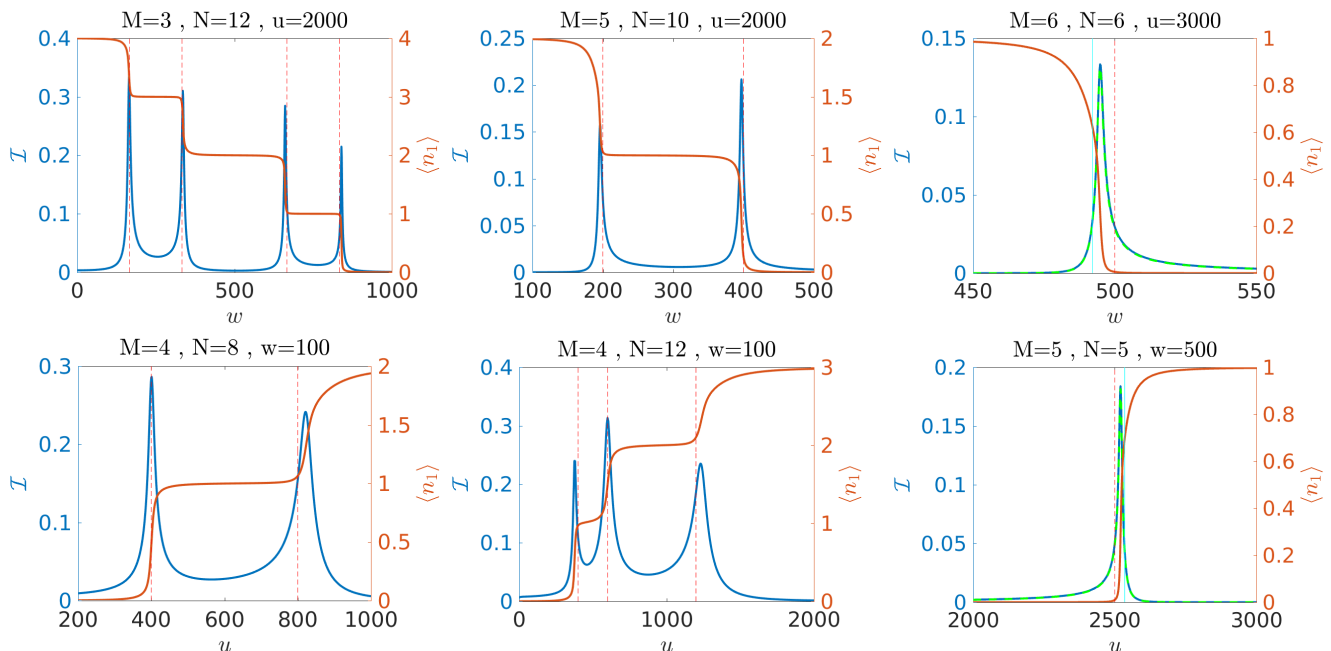 M=3 , N=12 , u=2000
0.4
0.3
0.2
0.1
0
ℐ
4
3
2
1
0
⟨n₁⟩
0 500 1000
w
M=5 , N=10 , u=2000
0.25
0.2
0.15
0.1
0.05
0
ℐ
2
1.5
1
0.5
0
⟨n₁⟩
100 200 300 400 500
w
M=6 , N=6 , u=3000
0.15
0.1
0.05
0
ℐ
1
0.8
0.6
0.4
0.2
0
⟨n₁⟩
450 500 550
w
M=4 , N=8 , w=100
0.3
0.2
0.1
0
ℐ
2
1.5
1
0.5
0
⟨n₁⟩
200 400 600 800 1000
u
M=4 , N=12 , w=100
0.4
0.3
0.2
0.1
0
ℐ
3
2
1
0
⟨n₁⟩
0 500 1000 1500 2000
u
M=5 , N=5 , w=500
0.2
0.15
0.1
0.05
0
ℐ
1
0.8
0.6
0.4
0.2
0
⟨n₁⟩
2000 2500 3000
u